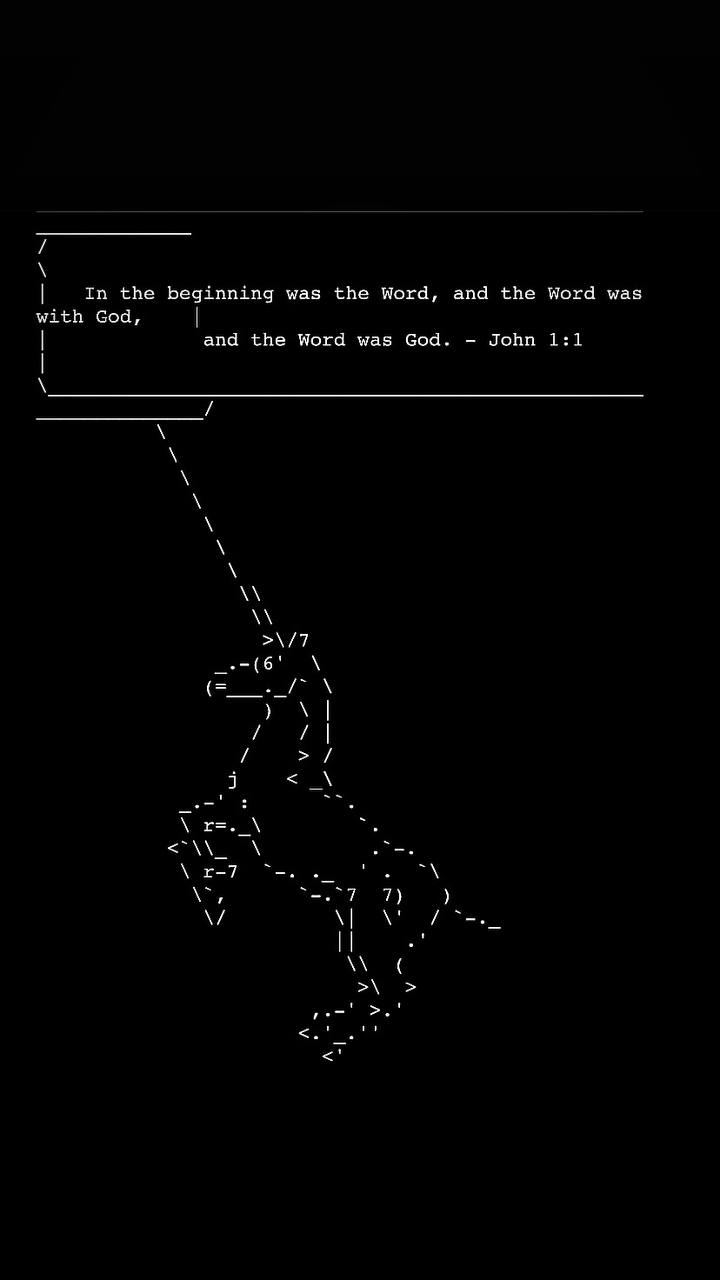 In the beginning was the Word, and the Word was
with God,
and the Word was God. - John 1:1